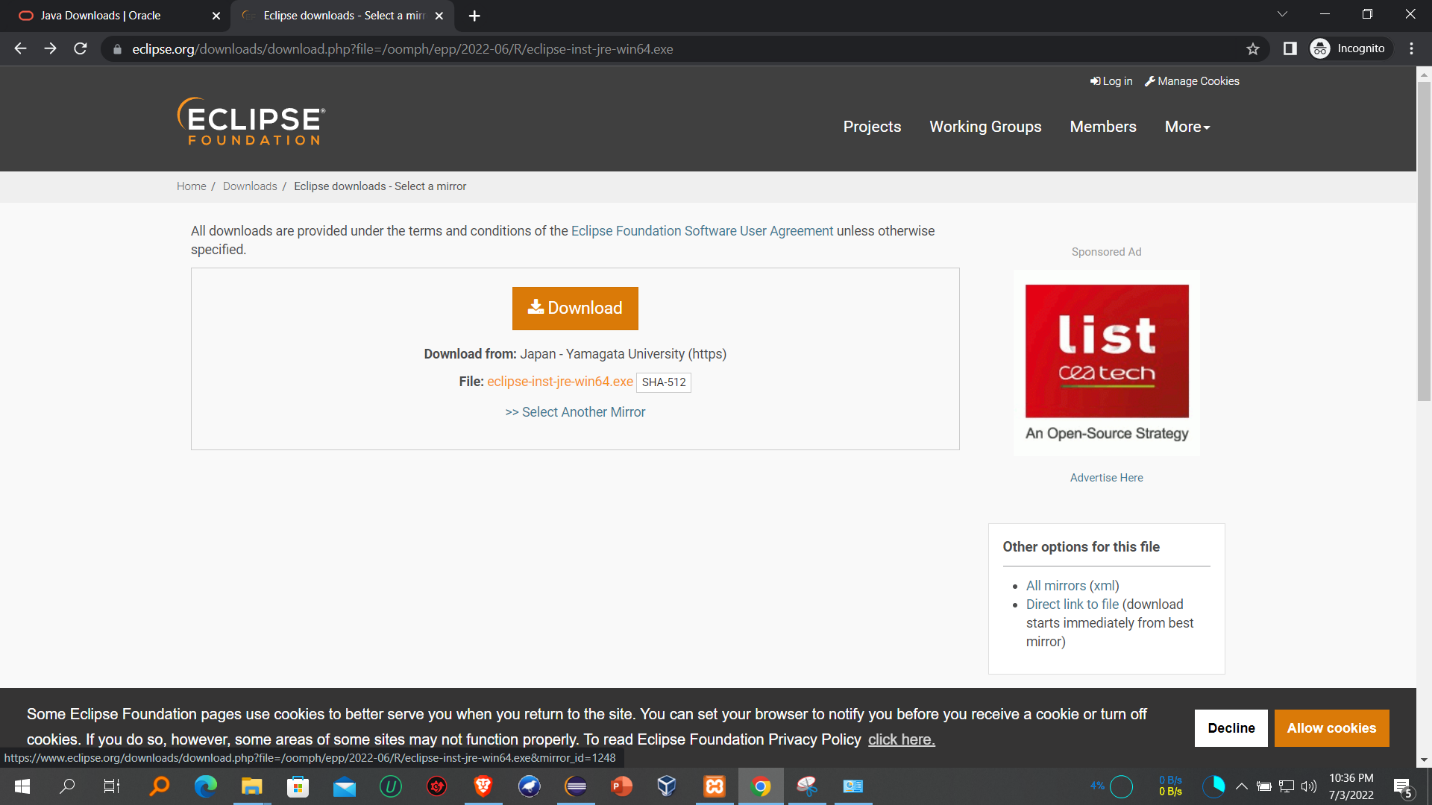 Java Downloads | Oracle
Eclipse downloads - Select a mirr
eclipse.org/downloads/download.php?file=/oomph/epp/2022-06/R/eclipse-inst-jre-win64.exe
Incognito
Log in
Manage Cookies
ECLIPSE®
FOUNDATION
Projects
Working Groups
Members
More
Home / Downloads / Eclipse downloads - Select a mirror
All downloads are provided under the terms and conditions of the Eclipse Foundation Software User Agreement unless otherwise
specified.
Download
Download from: Japan - Yamagata University (https)
File: eclipse-inst-jre-win64.exe SHA-512
>> Select Another Mirror
Sponsored Ad
list
cea tech
An Open-Source Strategy
Advertise Here
Other options for this file
All mirrors (xml)
Direct link to file (download
starts immediately from best
mirror)
Some Eclipse Foundation pages use cookies to better serve you when you return to the site. You can set your browser to notify you before you receive a cookie or turn off
cookies. If you do so, however, some areas of some sites may not function properly. To read Eclipse Foundation Privacy Policy click here.
Decline
Allow cookies
https://www.eclipse.org/downloads/download.php?file=/oomph/epp/2022-06/R/eclipse-inst-jre-win64.exe&mirror_id=1248
4%
0 B/s
0 B/s
10:36 PM
7/3/2022
5